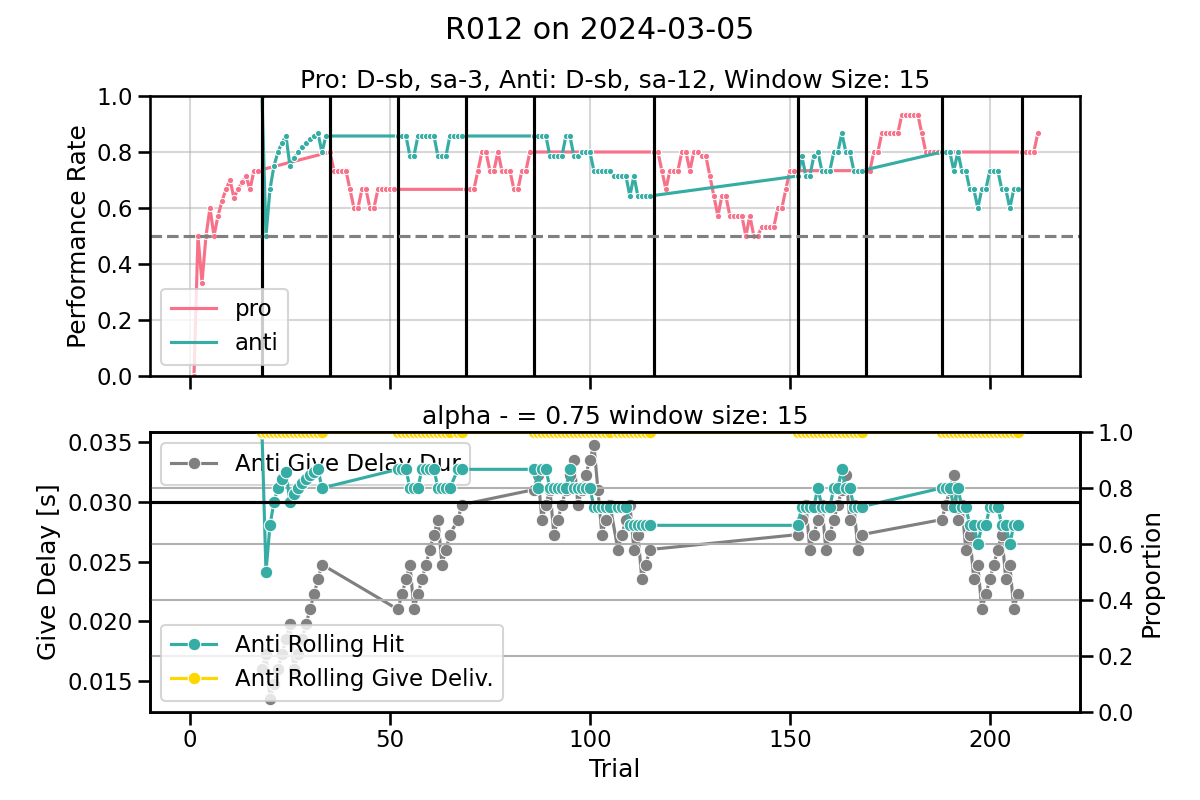 R012 on 2024-03-05
Pro: D-sb, sa-3, Anti: D-sb, sa-12, Window Size: 15
1.0
0.8
0.6
0.4
0.2
0.0
Performance Rate
pro
anti
alpha - = 0.75 window size: 15
0.035
0.030
0.025
0.020
0.015
Give Delay [s]
Anti Give Delay Dur
Anti Rolling Hit
Anti Rolling Give Deliv.
1.0
0.8
0.6
0.4
0.2
0.0
Proportion
0
50
100
150
200
Trial